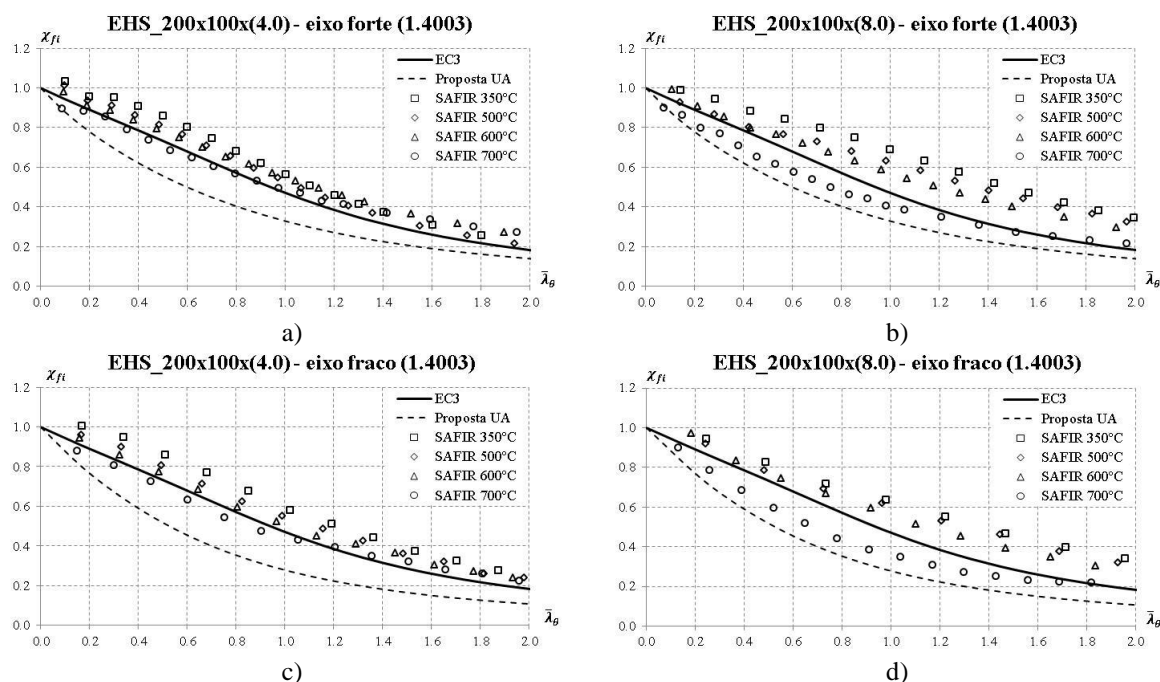 EHS_200x100x(4.0) - eixo forte (1.4003)
χfi
1.2
1.0
0.8
0.6
0.4
0.2
0.0
EC3
Proposta UA
SAFIR 350°C
SAFIR 500°C
SAFIR 600°C
SAFIR 700°C
0.0 0.2 0.4 0.6 0.8 1.0 1.2 1.4 1.6 1.8 2.0
λ̄θ
a)
EHS_200x100x(8.0) - eixo forte (1.4003)
χfi
1.2
1.0
0.8
0.6
0.4
0.2
0.0
EC3
Proposta UA
SAFIR 350°C
SAFIR 500°C
SAFIR 600°C
SAFIR 700°C
0.0 0.2 0.4 0.6 0.8 1.0 1.2 1.4 1.6 1.8 2.0
λ̄θ
b)
EHS_200x100x(4.0) - eixo fraco (1.4003)
χfi
1.2
1.0
0.8
0.6
0.4
0.2
0.0
EC3
Proposta UA
SAFIR 350°C
SAFIR 500°C
SAFIR 600°C
SAFIR 700°C
0.0 0.2 0.4 0.6 0.8 1.0 1.2 1.4 1.6 1.8 2.0
λ̄θ
c)
EHS_200x100x(8.0) - eixo fraco (1.4003)
χfi
1.2
1.0
0.8
0.6
0.4
0.2
0.0
EC3
Proposta UA
SAFIR 350°C
SAFIR 500°C
SAFIR 600°C
SAFIR 700°C
0.0 0.2 0.4 0.6 0.8 1.0 1.2 1.4 1.6 1.8 2.0
λ̄θ
d)